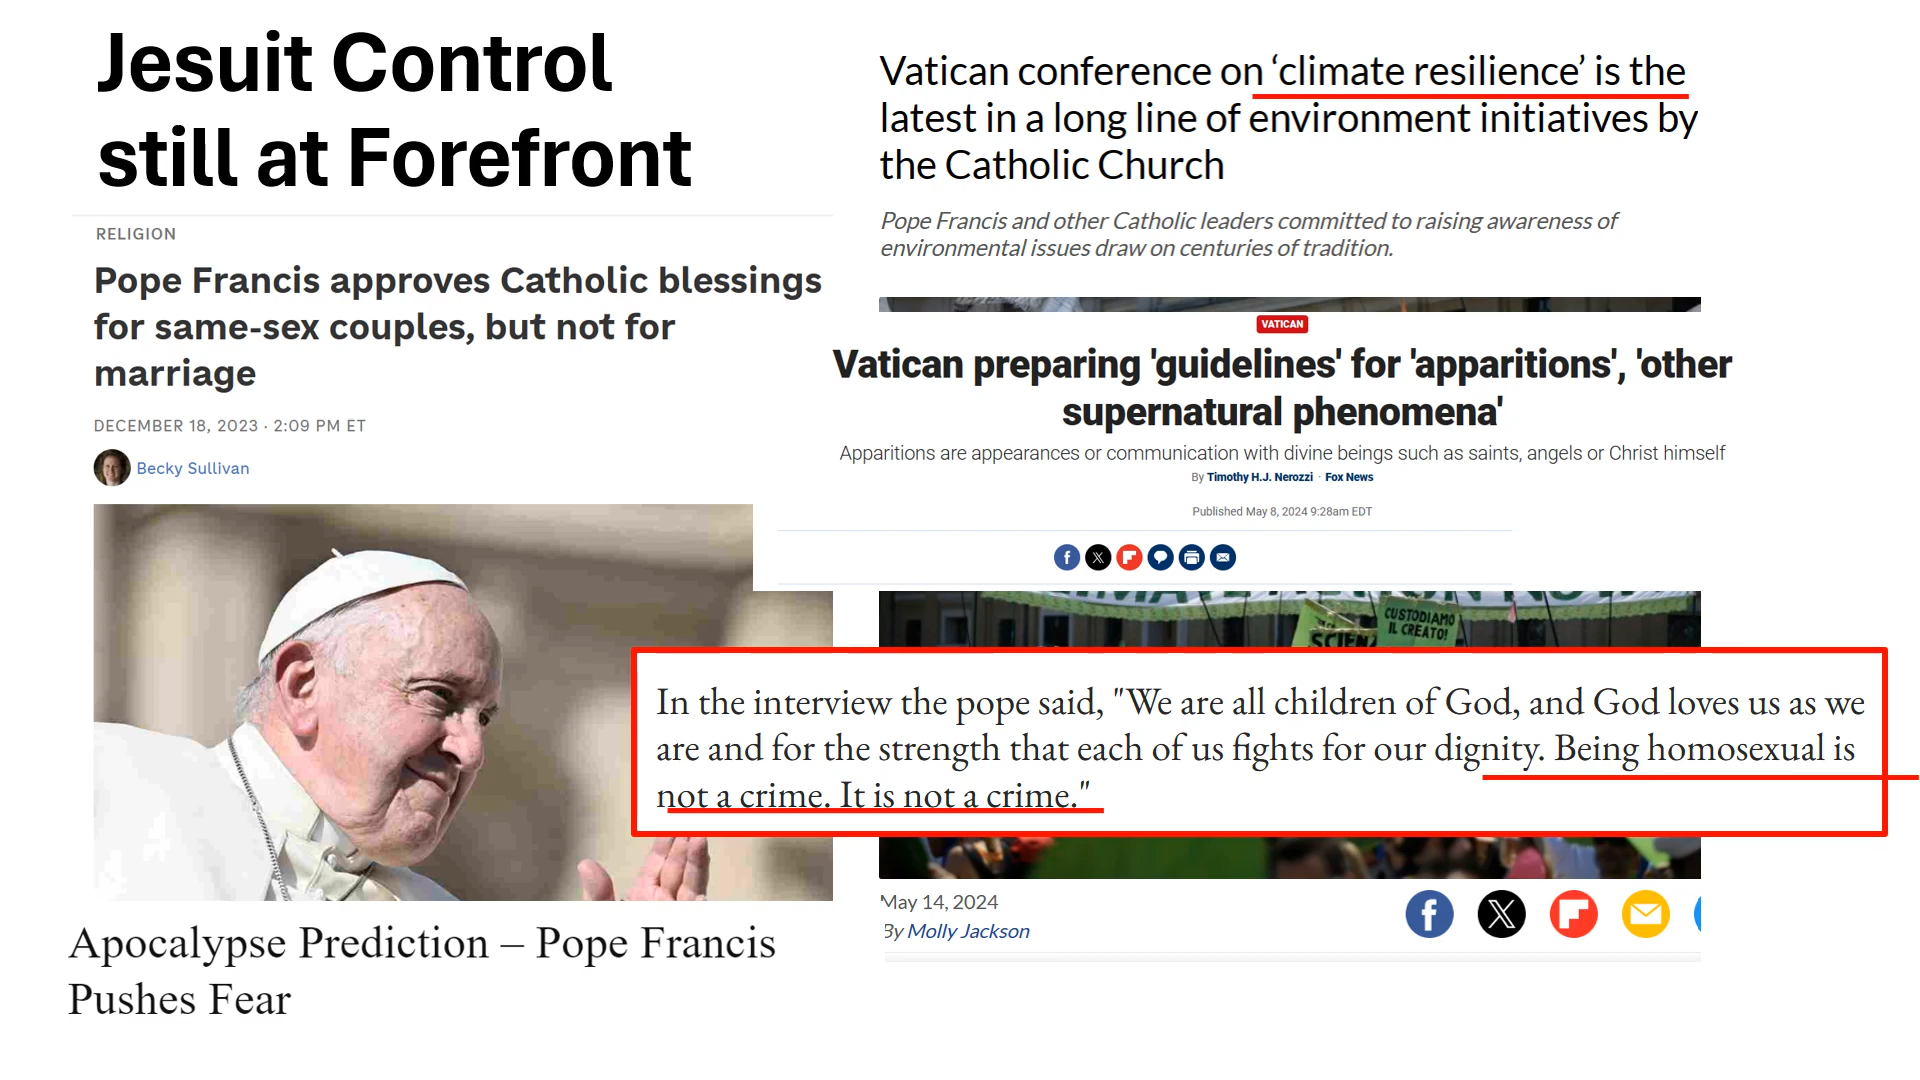 Jesuit Control
still at Forefront
RELIGION
Pope Francis approves Catholic blessings
for same-sex couples, but not for
marriage
DECEMBER 18, 2023 · 2:09 PM ET
Becky Sullivan
Apocalypse Prediction – Pope Francis
Pushes Fear
Vatican conference on ‘climate resilience’ is the
latest in a long line of environment initiatives by
the Catholic Church
Pope Francis and other Catholic leaders committed to raising awareness of
environmental issues draw on centuries of tradition.
VATICAN
Vatican preparing 'guidelines' for 'apparitions', 'other
supernatural phenomena'
Apparitions are appearances or communication with divine beings such as saints, angels or Christ himself
By Timothy H.J. Nerozzi · Fox News
Published May 8, 2024 9:28am EDT
CUSTODIAMO
IL CREATO!
In the interview the pope said, "We are all children of God, and God loves us as we
are and for the strength that each of us fights for our dignity. Being homosexual is
not a crime. It is not a crime."
May 14, 2024
By Molly Jackson